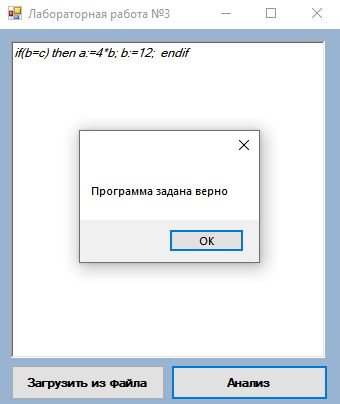 Лабораторная работа №3
if(b=c) then a:=4*b; b:=12;  endif
Программа задана верно
OK
Загрузить из файла
Анализ